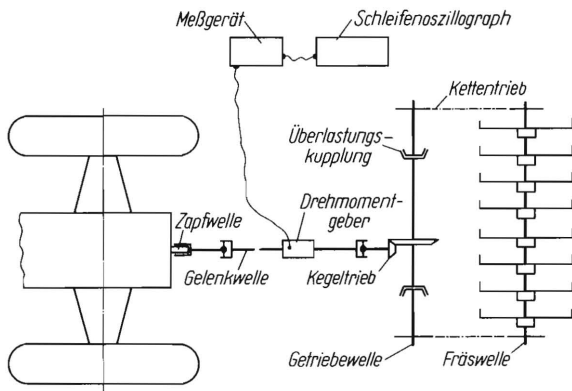 Meßgerät
Schleifenoszillograph
Kettentrieb
Überlastungs-
kupplung
Zapfwelle
Drehmoment-
geber
Gelenkwelle
Kegeltrieb
Getriebewelle
Fräswelle